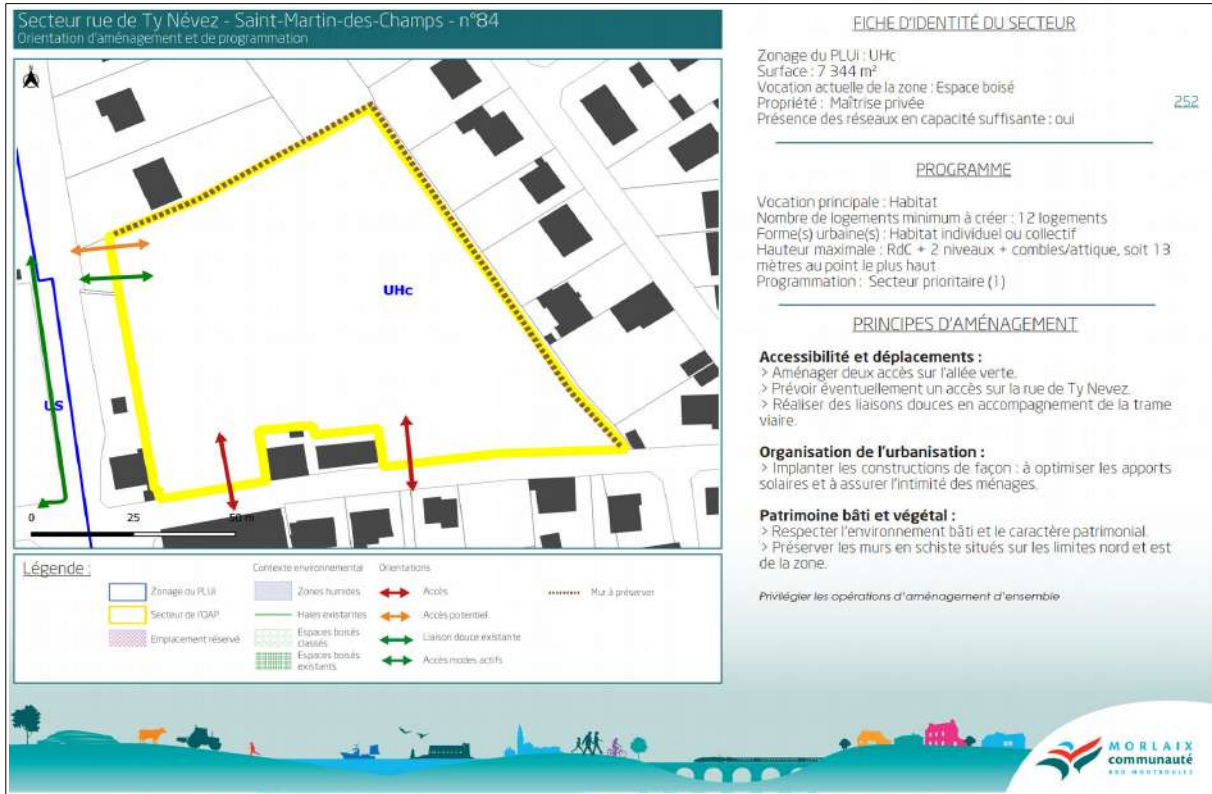 Secteur rue de Ty Névez - Saint-Martin-des-Champs - n°84
Orientation d'aménagement et de programmation
UHc
US
0 25 50 m
Légende :
Zonage du PLUi
Secteur de l'OAP
Emplacement réservé
Contexte environnemental
Zones humides
Haies existantes
Espaces boisés
classés
Espaces boisés
existants
Orientations
Accès
Accès potentiel
Liaison douce existante
Accès modes actifs
Mur à préserver
FICHE D'IDENTITÉ DU SECTEUR
Zonage du PLUi : UHc
Surface : 7 344 m²
Vocation actuelle de la zone : Espace boisé
Propriété : Maîtrise privée
Présence des réseaux en capacité suffisante : oui
252
PROGRAMME
Vocation principale : Habitat
Nombre de logements minimum à créer : 12 logements
Forme(s) urbaine(s) : Habitat individuel ou collectif
Hauteur maximale : RdC + 2 niveaux + combles/attique, soit 13
mètres au point le plus haut
Programmation : Secteur prioritaire (1)
PRINCIPES D'AMÉNAGEMENT
Accessibilité et déplacements :
> Aménager deux accès sur l'allée verte.
> Prévoir éventuellement un accès sur la rue de Ty Nevez.
> Réaliser des liaisons douces en accompagnement de la trame
viaire.
Organisation de l'urbanisation :
> Implanter les constructions de façon : à optimiser les apports
solaires et à assurer l'intimité des ménages.
Patrimoine bâti et végétal :
> Respecter l'environnement bâti et le caractère patrimonial.
> Préserver les murs en schiste situés sur les limites nord et est
de la zone.
Privilégier les opérations d'aménagement d'ensemble
MORLAIX
communauté
BRO MONTROULEZ